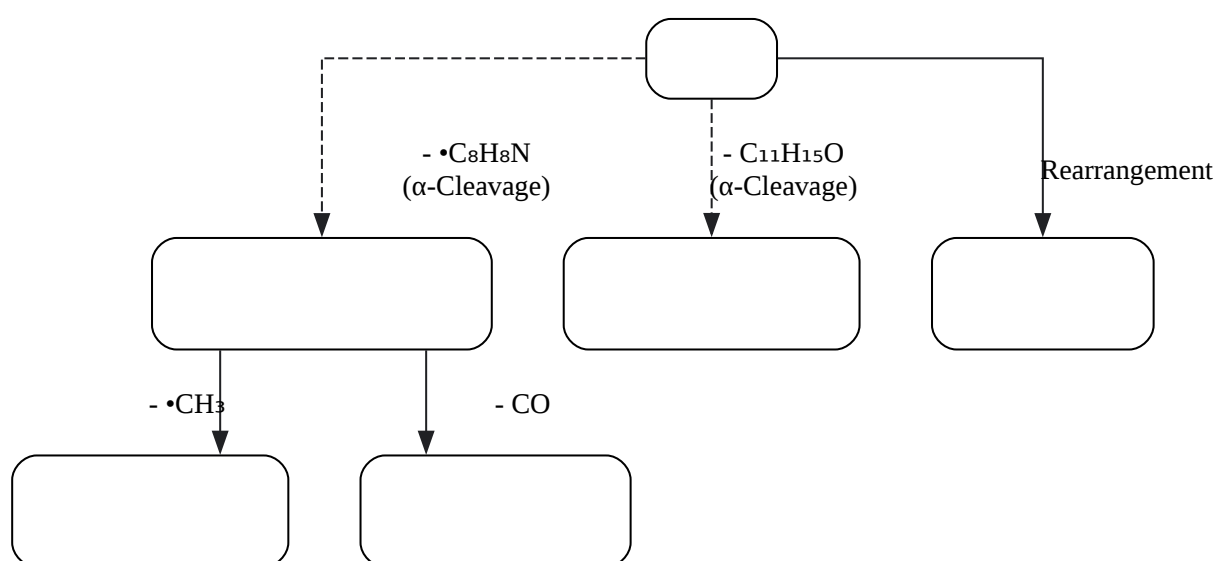 - •C₈H₈N
(α-Cleavage)
- C₁₁H₁₅O
(α-Cleavage)
Rearrangement
- •CH₃
- CO